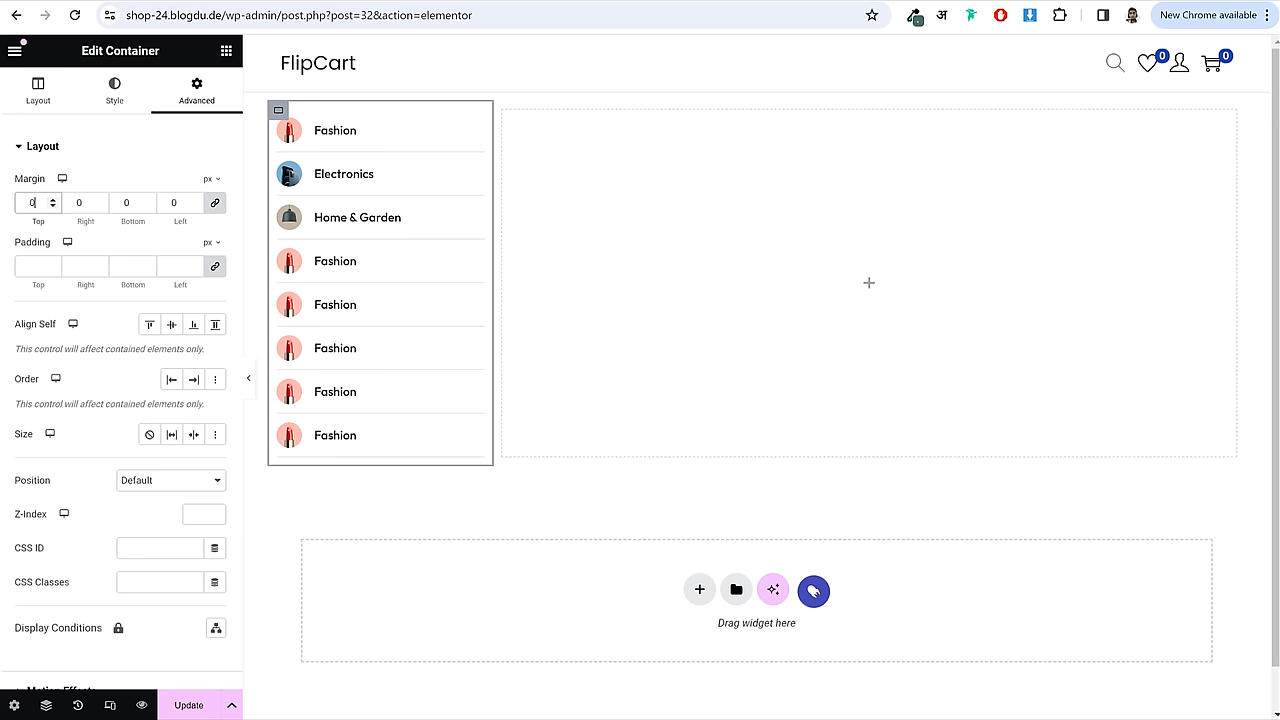 shop-24.blogdu.de/wp-admin/post.php?post=32&action=elementor
अ
New Chrome available
Edit Container
FlipCart
0
0
Layout
Style
Advanced
Layout
Margin
px
0
0
0
0
Top
Right
Bottom
Left
Padding
px
Top
Right
Bottom
Left
Align Self
This control will affect contained elements only.
Order
This control will affect contained elements only.
Size
Position
Default
Z-Index
CSS ID
CSS Classes
Display Conditions
Motion Effects
Update
Fashion
Electronics
Home & Garden
Fashion
Fashion
Fashion
Fashion
Fashion
Drag widget here